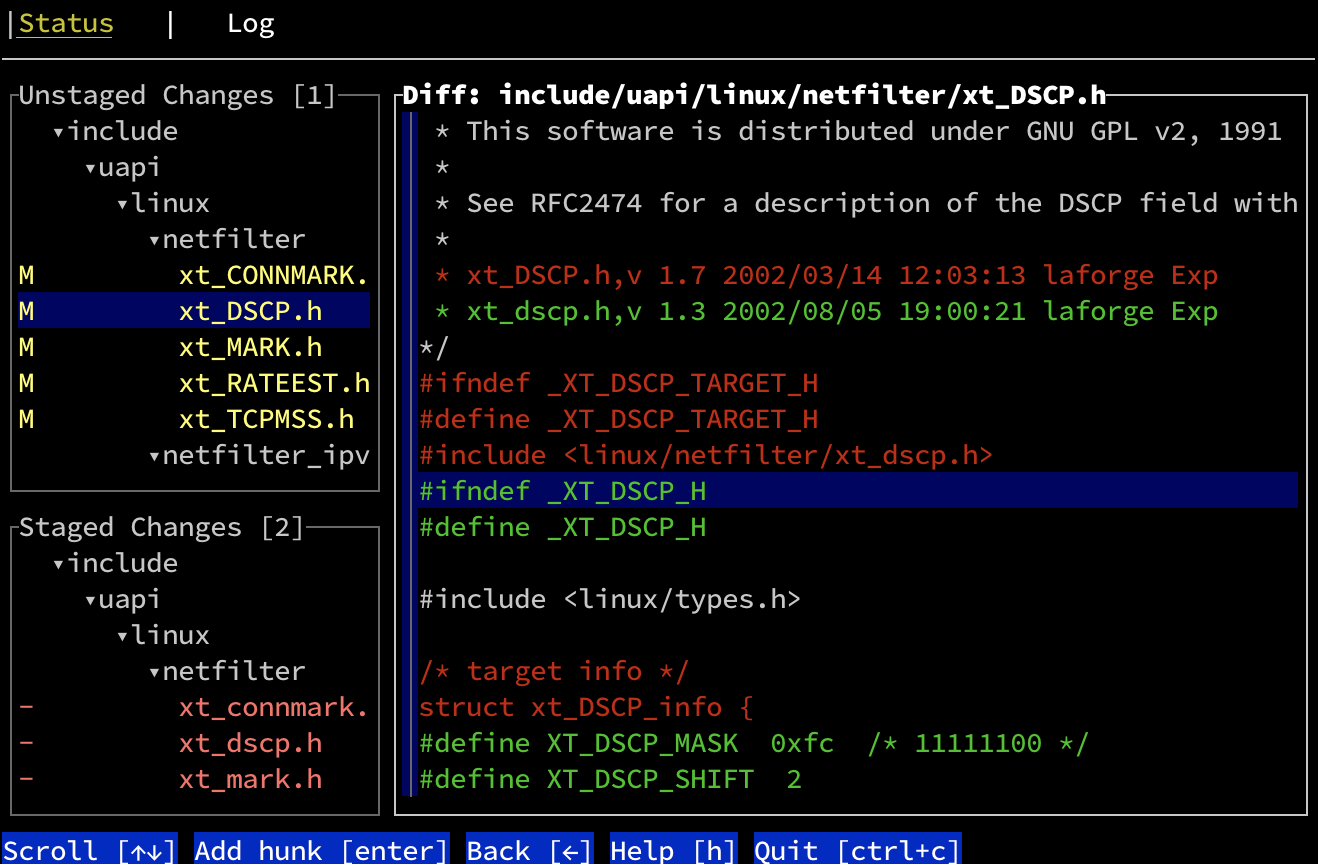 Status | Log
Unstaged Changes [1]
▾include
▾uapi
▾linux
▾netfilter
M xt_CONNMARK.
M xt_DSCP.h
M xt_MARK.h
M xt_RATEEST.h
M xt_TCPMSS.h
▾netfilter_ipv
Staged Changes [2]
▾include
▾uapi
▾linux
▾netfilter
- xt_connmark.
- xt_dscp.h
- xt_mark.h
Diff: include/uapi/linux/netfilter/xt_DSCP.h
* This software is distributed under GNU GPL v2, 1991
*
* See RFC2474 for a description of the DSCP field with
*
* xt_DSCP.h,v 1.7 2002/03/14 12:03:13 laforge Exp
* xt_dscp.h,v 1.3 2002/08/05 19:00:21 laforge Exp
*/
#ifndef _XT_DSCP_TARGET_H
#define _XT_DSCP_TARGET_H
#include <linux/netfilter/xt_dscp.h>
#ifndef _XT_DSCP_H
#define _XT_DSCP_H
#include <linux/types.h>
/* target info */
struct xt_DSCP_info {
#define XT_DSCP_MASK  0xfc  /* 11111100 */
#define XT_DSCP_SHIFT  2
Scroll [↑↓] Add hunk [enter] Back [←] Help [h] Quit [ctrl+c]